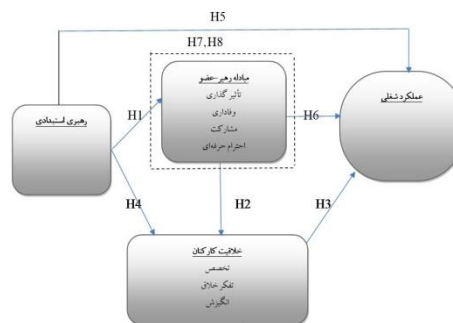 H5
H7,H8
مبادله رهبر-عضو
تأثیرگذاری
وفاداری
مشارکت
احترام حرفه‌ای
عملکرد شغلی
رهبری استبدادی
H1
H6
H4
H2
H3
خلاقیت کارکنان
تخصص
تفکر خلاق
انگیزش